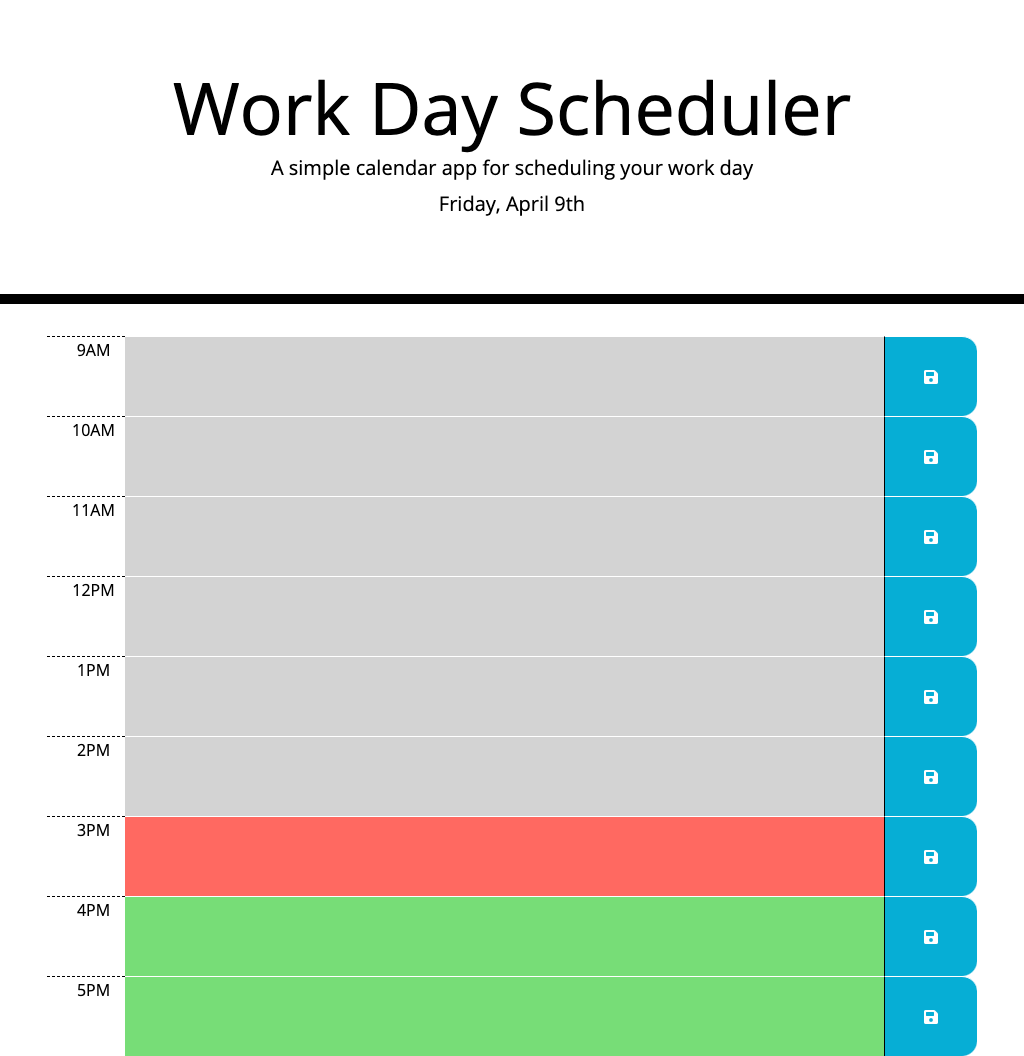 Work Day Scheduler
A simple calendar app for scheduling your work day
Friday, April 9th
9AM
10AM
11AM
12PM
1PM
2PM
3PM
4PM
5PM